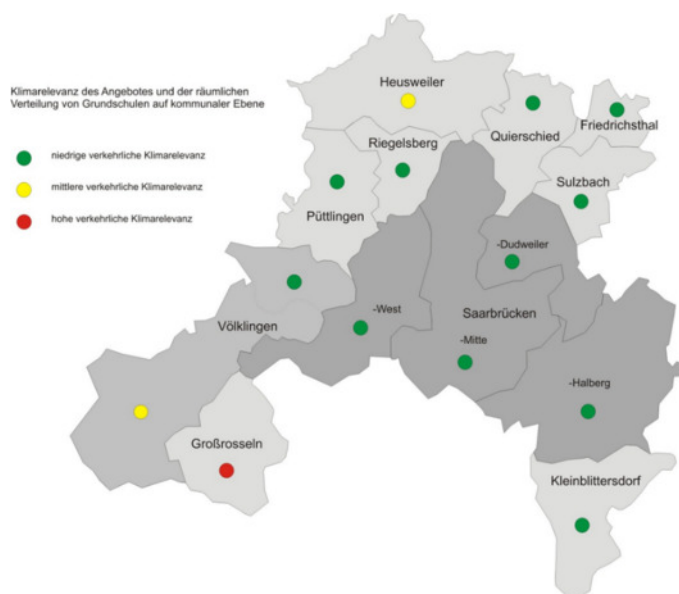 Klimarelevanz des Angebotes und der räumlichen
Verteilung von Grundschulen auf kommunaler Ebene
niedrige verkehrliche Klimarelevanz
mittlere verkehrliche Klimarelevanz
hohe verkehrliche Klimarelevanz
Heusweiler
Riegelsberg
Quierschied
Friedrichsthal
Püttlingen
Sulzbach
-Dudweiler
Völklingen
-West
Saarbrücken
-Mitte
-Halberg
Großrosseln
Kleinblittersdorf